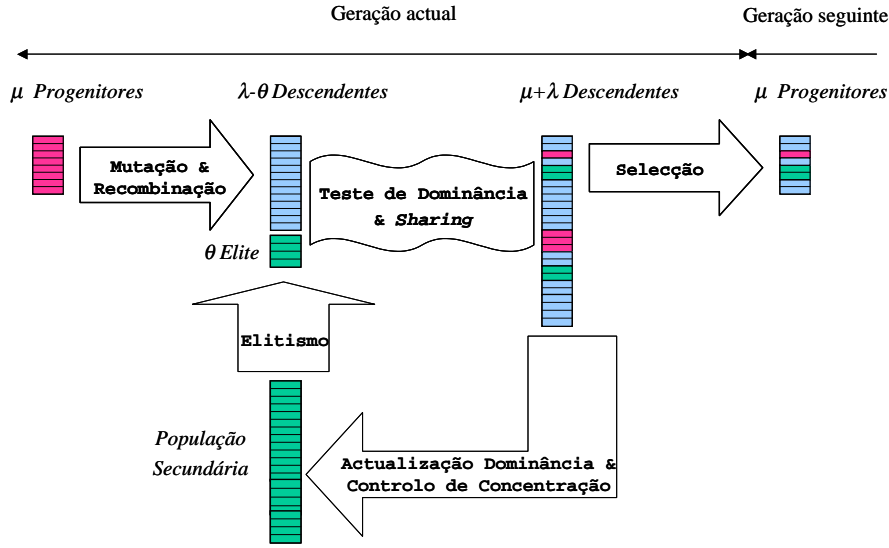 Geração actual
Geração seguinte
μ Progenitores
λ-θ Descendentes
μ+λ Descendentes
μ Progenitores
Mutação &
Recombinação
Teste de Dominância
& Sharing
Selecção
θ Elite
Elitismo
População
Secundária
Actualização Dominância &
Controlo de Concentração